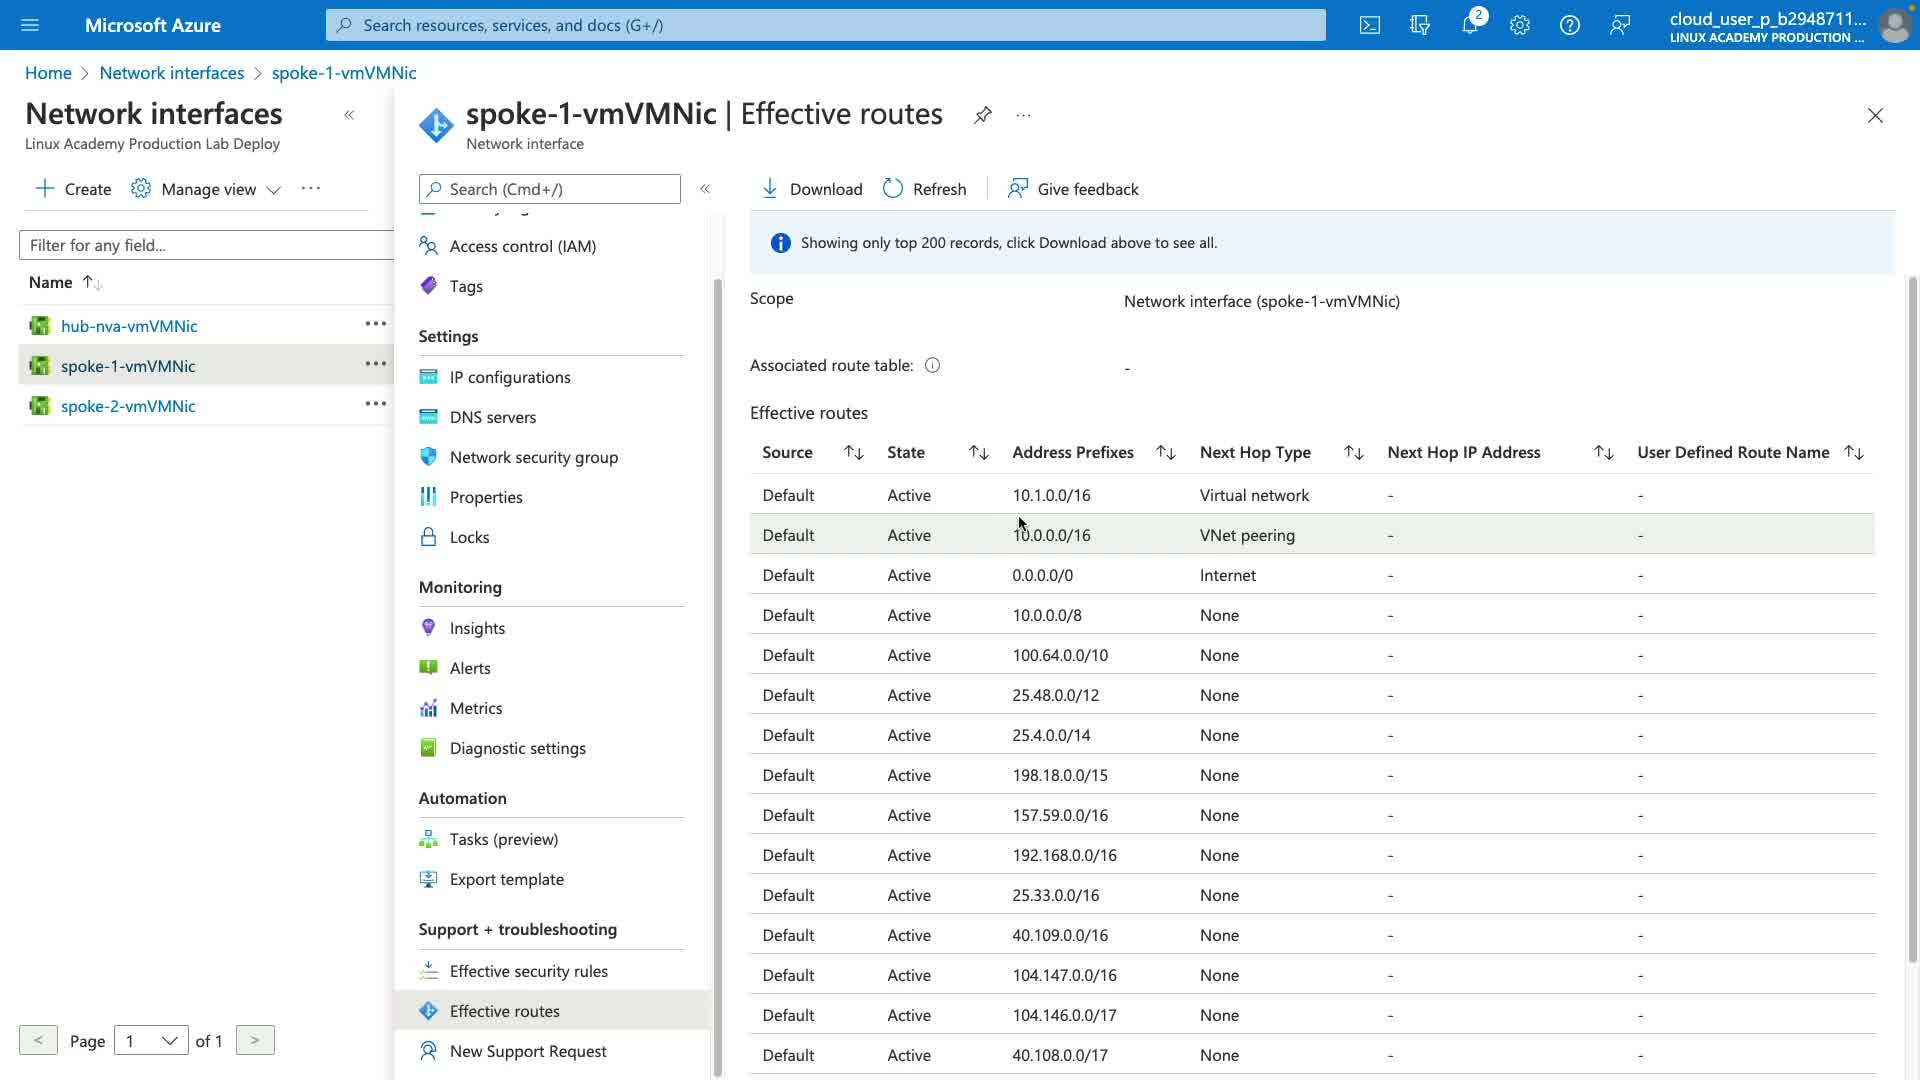 Microsoft Azure
Search resources, services, and docs (G+/)
2
cloud_user_p_b2948711...
LINUX ACADEMY PRODUCTION ...
Home > Network interfaces > spoke-1-vmVMNic
Network interfaces
Linux Academy Production Lab Deploy
Create
Manage view
Filter for any field...
Name
hub-nva-vmVMNic
spoke-1-vmVMNic
spoke-2-vmVMNic
< Page 1 of 1 >
spoke-1-vmVMNic | Effective routes
Network interface
Search (Cmd+/)
Access control (IAM)
Tags
Settings
IP configurations
DNS servers
Network security group
Properties
Locks
Monitoring
Insights
Alerts
Metrics
Diagnostic settings
Automation
Tasks (preview)
Export template
Support + troubleshooting
Effective security rules
Effective routes
New Support Request
Download Refresh Give feedback
Showing only top 200 records, click Download above to see all.
Scope Network interface (spoke-1-vmVMNic)
Associated route table: -
Effective routes
Source State Address Prefixes Next Hop Type Next Hop IP Address User Defined Route Name
Default Active 10.1.0.0/16 Virtual network - -
Default Active 10.0.0.0/16 VNet peering - -
Default Active 0.0.0.0/0 Internet - -
Default Active 10.0.0.0/8 None - -
Default Active 100.64.0.0/10 None - -
Default Active 25.48.0.0/12 None - -
Default Active 25.4.0.0/14 None - -
Default Active 198.18.0.0/15 None - -
Default Active 157.59.0.0/16 None - -
Default Active 192.168.0.0/16 None - -
Default Active 25.33.0.0/16 None - -
Default Active 40.109.0.0/16 None - -
Default Active 104.147.0.0/16 None - -
Default Active 104.146.0.0/17 None - -
Default Active 40.108.0.0/17 None - -